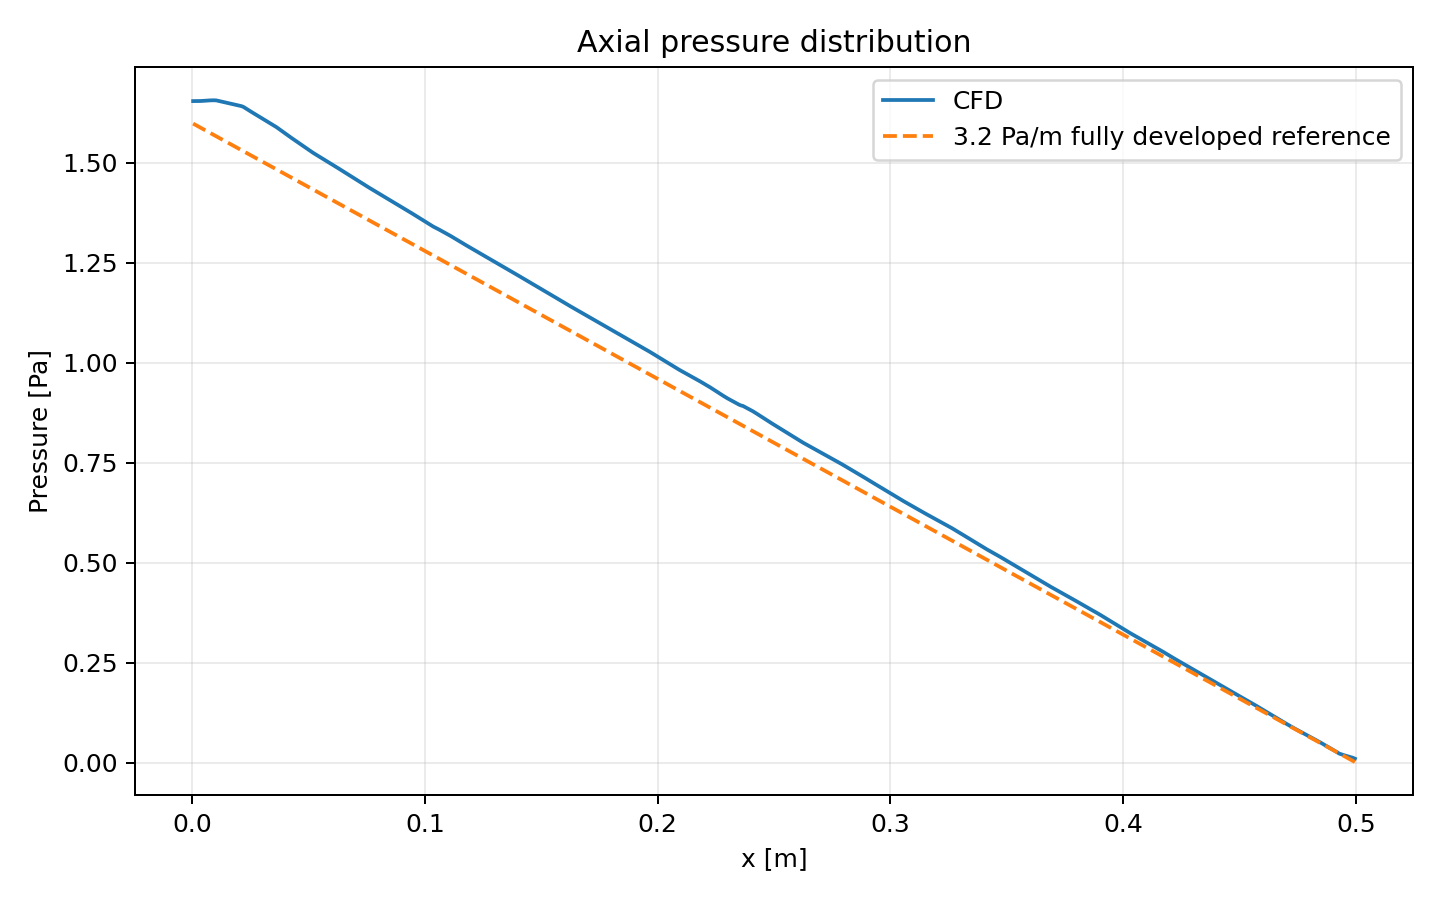 Axial pressure distribution
CFD
3.2 Pa/m fully developed reference
Pressure [Pa]
1.50
1.25
1.00
0.75
0.50
0.25
0.00
0.0 0.1 0.2 0.3 0.4 0.5
x [m]